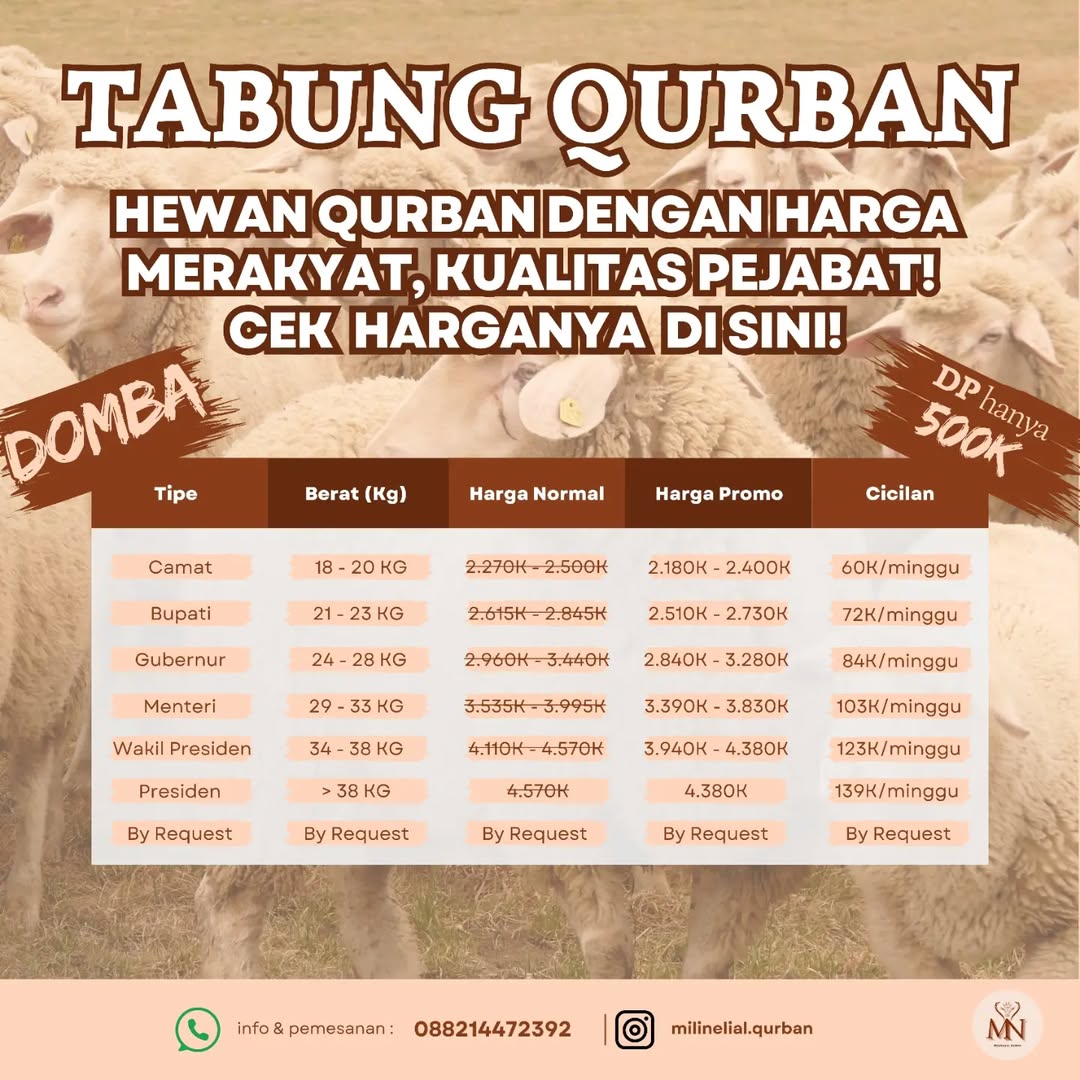 TABUNG QURBAN
HEWAN QURBAN DENGAN HARGA
MERAKYAT, KUALITAS PEJABAT!
CEK HARGANYA DI SINI!
DOMBA
DP hanya
500K
Tipe Berat (Kg) Harga Normal Harga Promo Cicilan
Camat 18 - 20 KG 2.270K - 2.500K 2.180K - 2.400K 60K/minggu
Bupati 21 - 23 KG 2.615K - 2.845K 2.510K - 2.730K 72K/minggu
Gubernur 24 - 28 KG 2.960K - 3.440K 2.840K - 3.280K 84K/minggu
Menteri 29 - 33 KG 3.535K - 3.995K 3.390K - 3.830K 103K/minggu
Wakil Presiden 34 - 38 KG 4.110K - 4.570K 3.940K - 4.380K 123K/minggu
Presiden > 38 KG 4.570K 4.380K 139K/minggu
By Request By Request By Request By Request By Request
info & pemesanan : 088214472392 | milinelial.qurban
MN